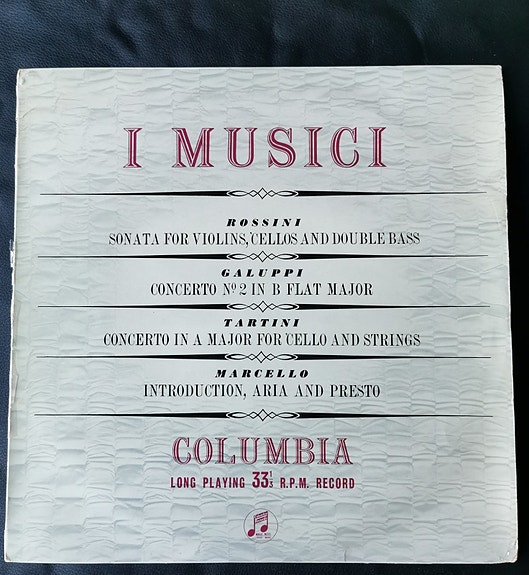 I MUSICI
ROSSINI
SONATA FOR VIOLINS, 'CELLOS AND DOUBLE BASS
GALUPPI
CONCERTO Nº 2 IN B FLAT MAJOR
TARTINI
CONCERTO IN A MAJOR FOR 'CELLO AND STRINGS
MARCELLO
INTRODUCTION, ARIA AND PRESTO
COLUMBIA
LONG PLAYING 33⅓ R.P.M. RECORD